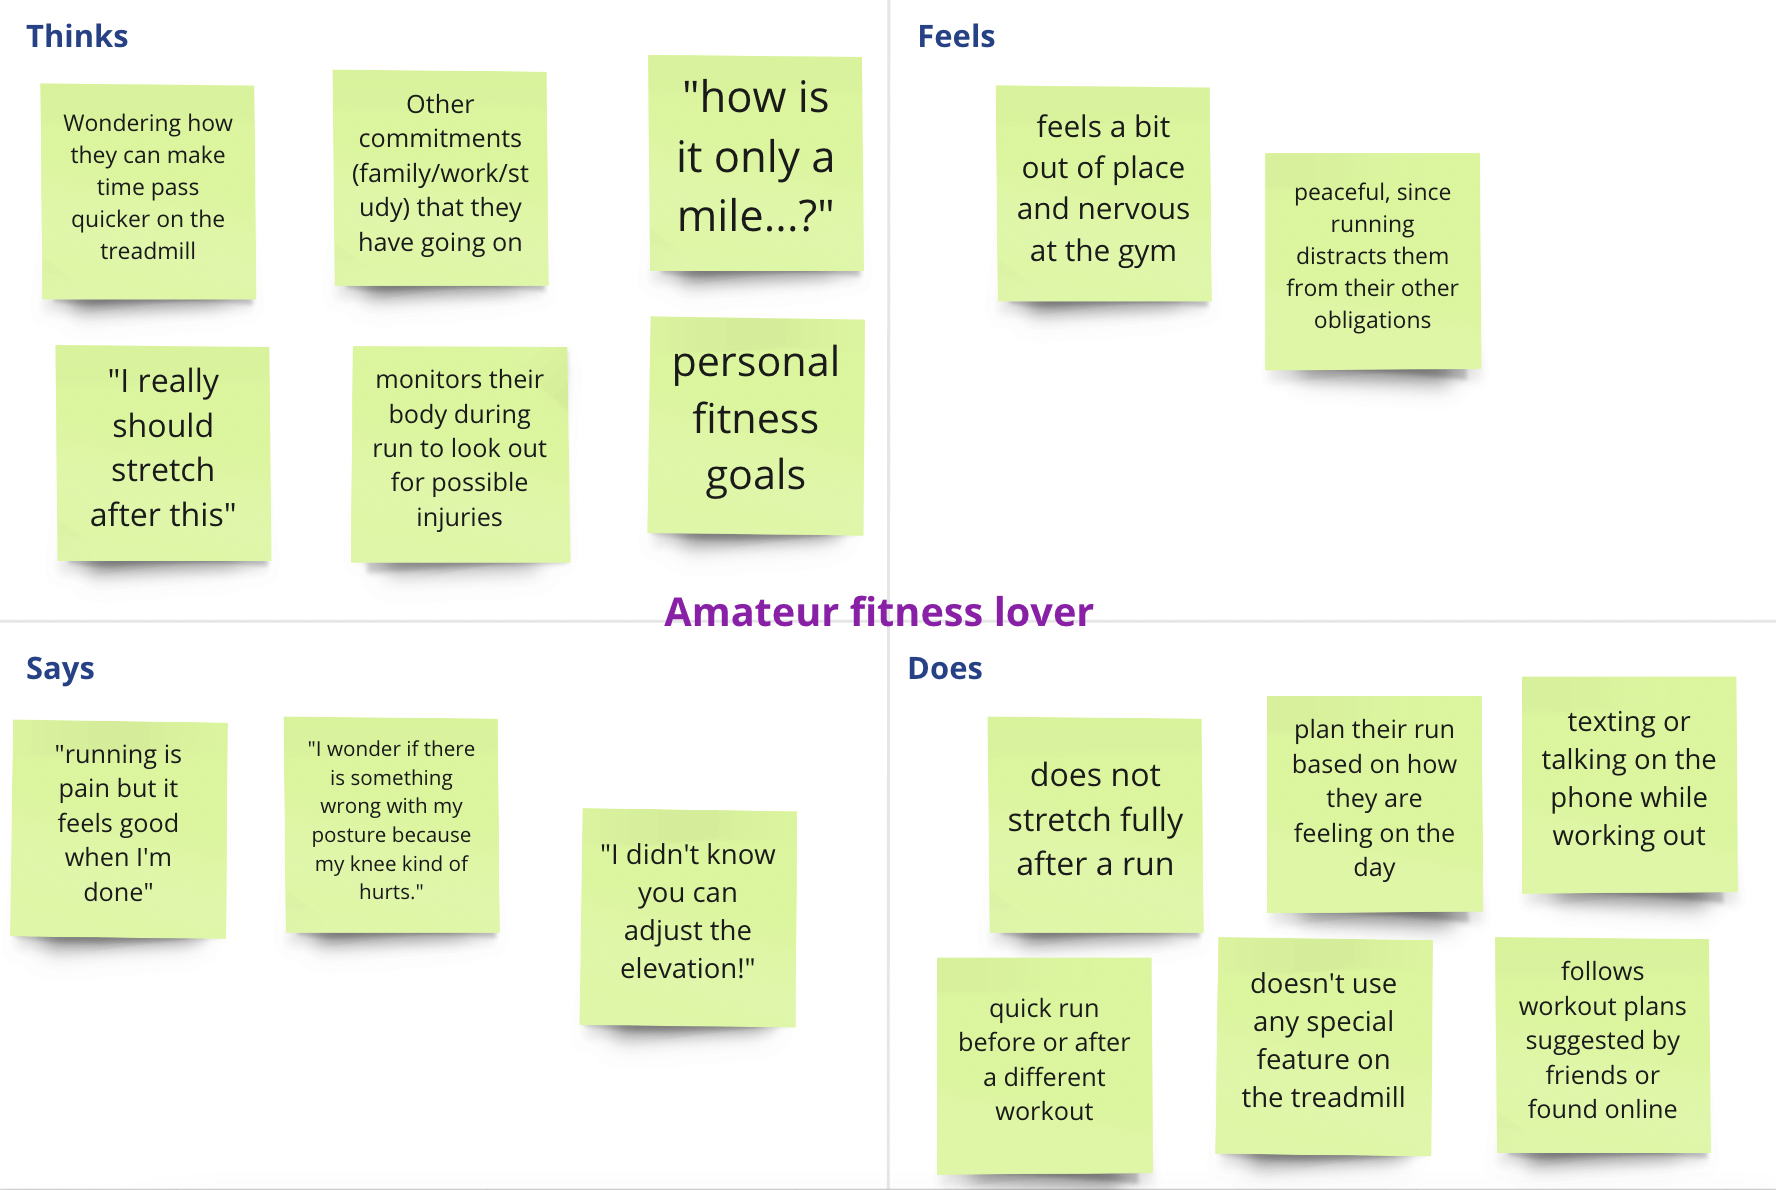 Thinks
Wondering how
they can make
time pass
quicker on the
treadmill
Other
commitments
(family/work/st
udy) that they
have going on
"how is
it only a
mile...?"
"I really
should
stretch
after this"
monitors their
body during
run to look out
for possible
injuries
personal
fitness
goals
Feels
feels a bit
out of place
and nervous
at the gym
peaceful, since
running
distracts them
from their other
obligations
Amateur fitness lover
Says
"running is
pain but it
feels good
when I'm
done"
"I wonder if there
is something
wrong with my
posture because
my knee kind of
hurts."
"I didn't know
you can
adjust the
elevation!"
Does
does not
stretch fully
after a run
plan their run
based on how
they are
feeling on the
day
texting or
talking on the
phone while
working out
quick run
before or after
a different
workout
doesn't use
any special
feature on
the treadmill
follows
workout plans
suggested by
friends or
found online